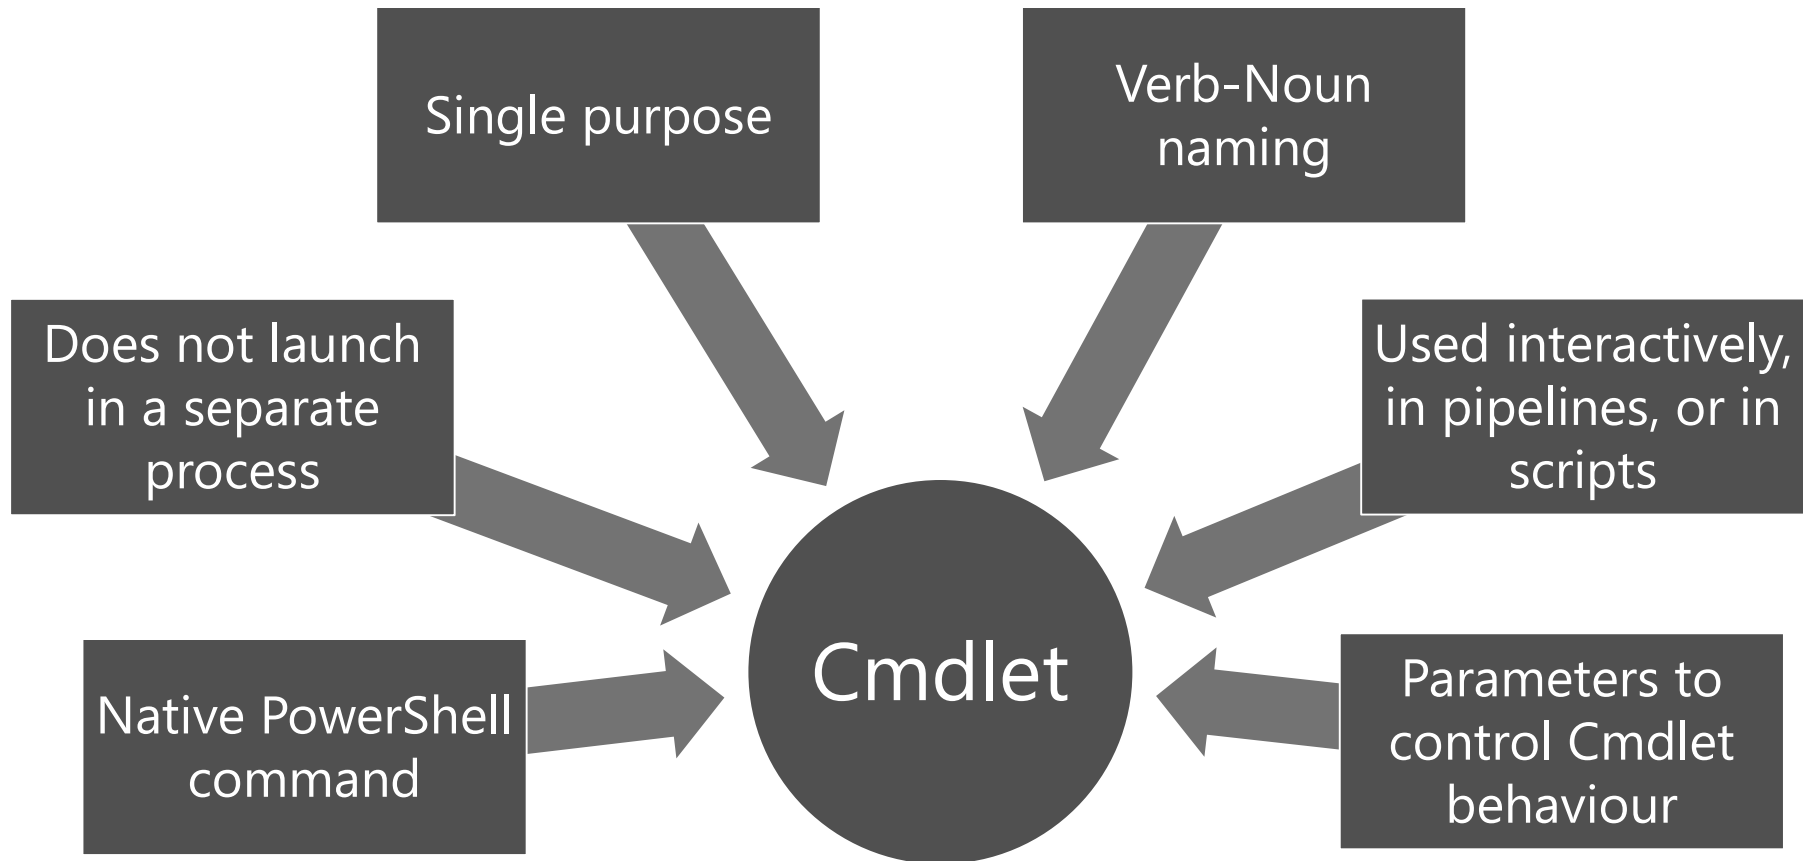 Single purpose
Verb-Noun
naming
Does not launch
in a separate
process
Used interactively,
in pipelines, or in
scripts
Native PowerShell
command
Cmdlet
Parameters to
control Cmdlet
behaviour